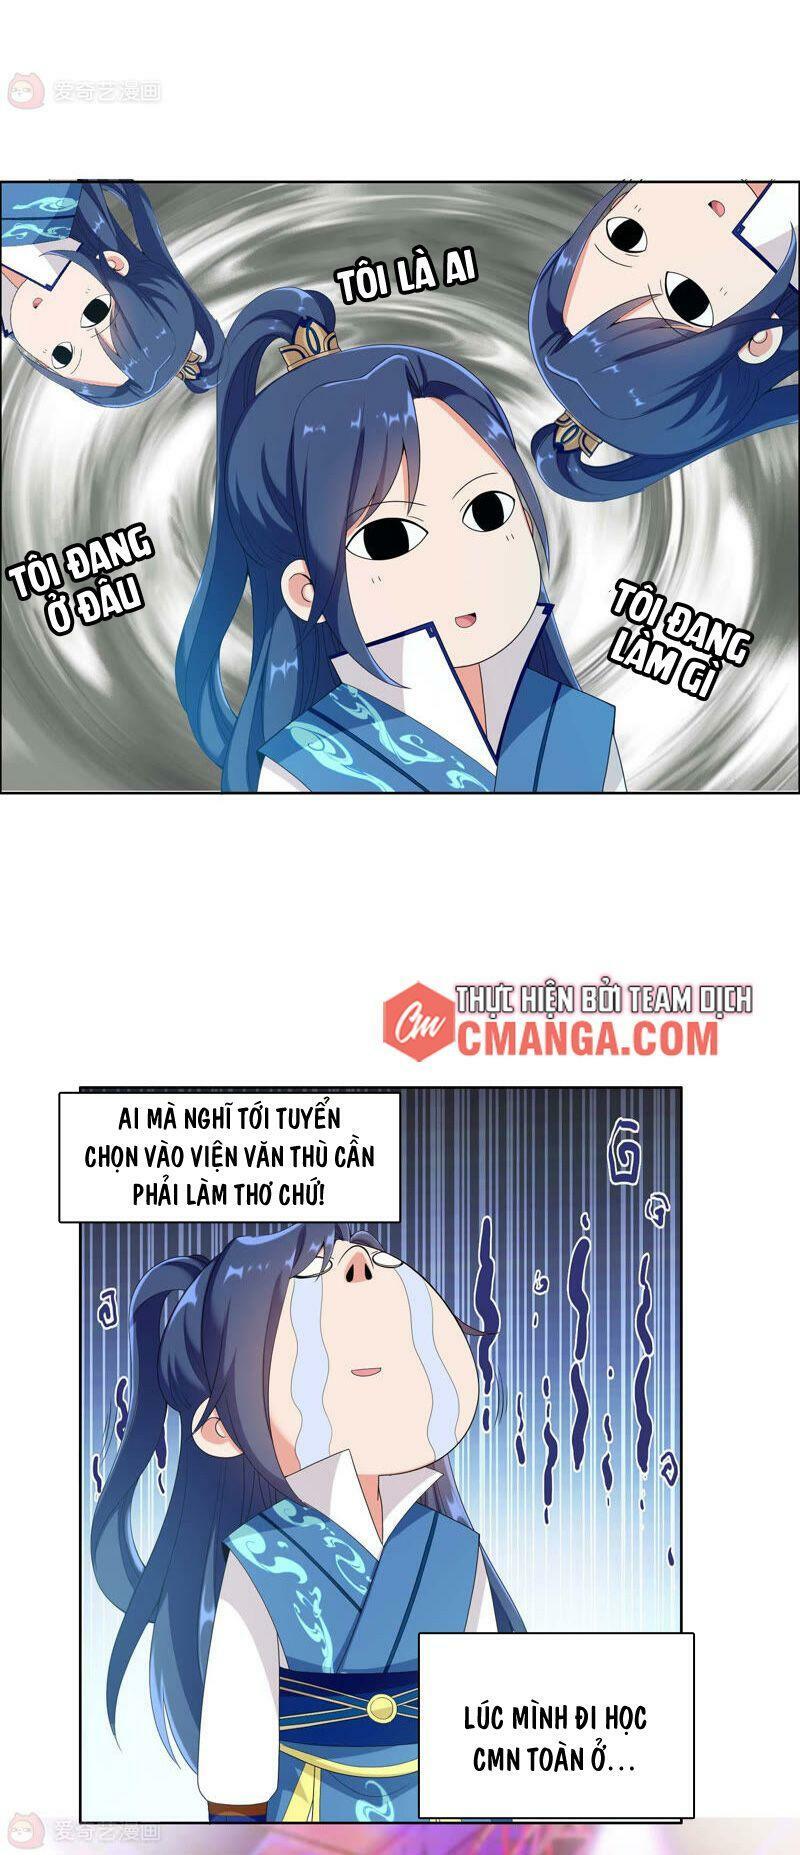 爱奇艺漫画
TÔI LÀ AI
TÔI ĐANG
Ở ĐÂU
TÔI ĐANG
LÀM GÌ
Cm
THỰC HIỆN BỞI TEAM DỊCH
CMANGA.COM
AI MÀ NGHĨ TỚI TUYỂN
CHỌN VÀO VIỆN VĂN THÙ CẦN
PHẢI LÀM THƠ CHỨ!
LÚC MÌNH ĐI HỌC
CMN TOÀN Ở...
爱奇艺漫画